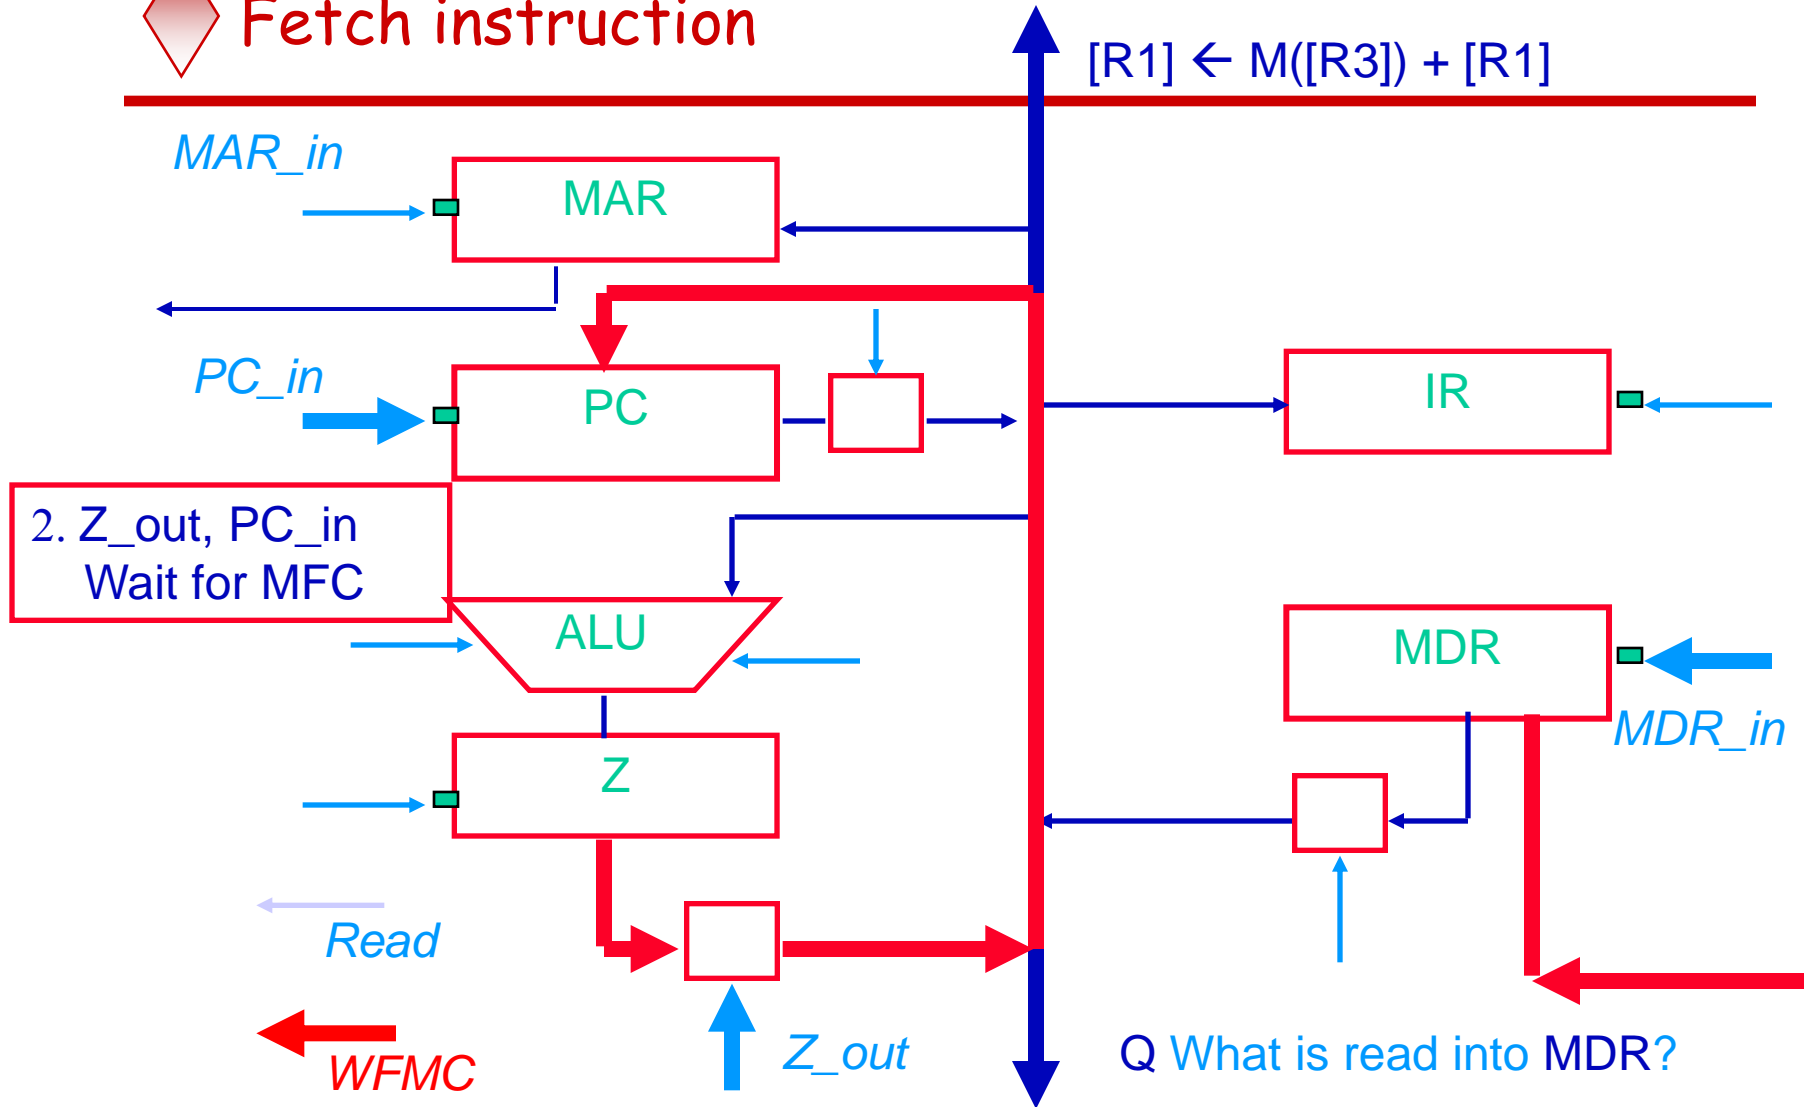 Fetch instruction
[R1] ← M([R3]) + [R1]
MAR_in
MAR
PC_in
PC
IR
2. Z_out, PC_in
Wait for MFC
ALU
MDR
MDR_in
Z
Read
Z_out
WFMC
Q What is read into MDR?